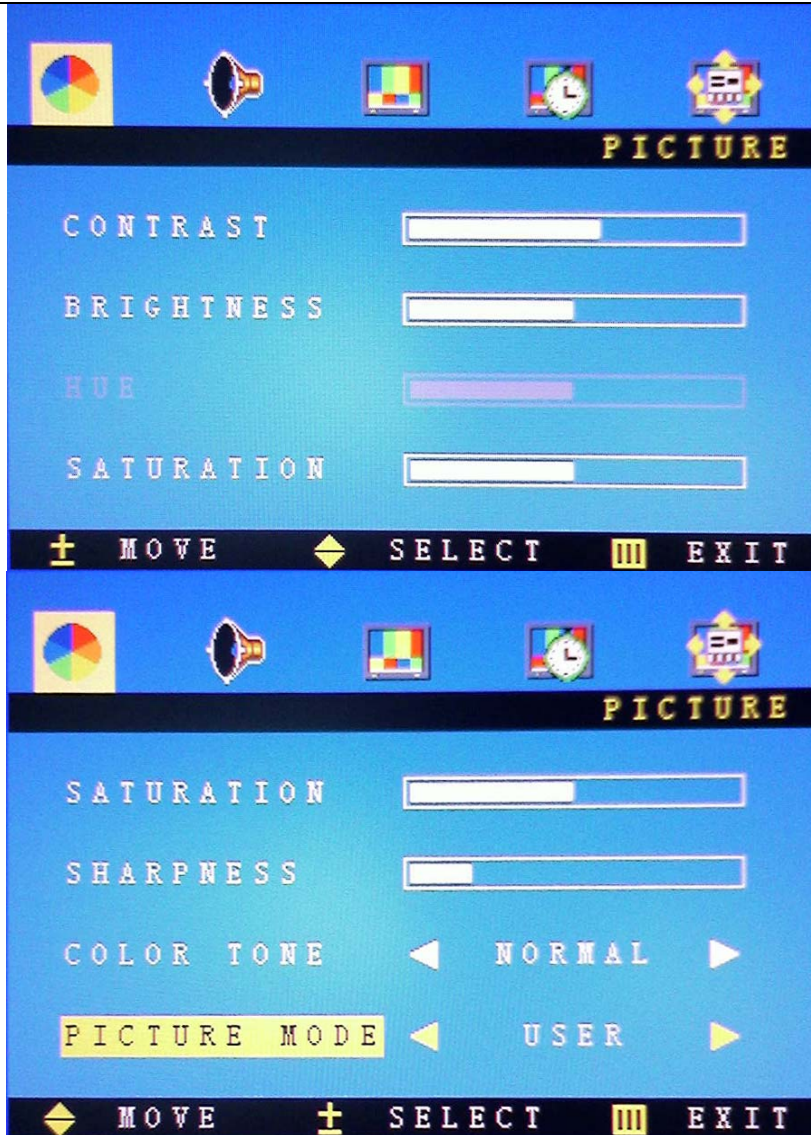 PICTURE
CONTRAST
BRIGHTNESS
HUE
SATURATION
± MOVE SELECT EXIT
PICTURE
SATURATION
SHARPNESS
COLOR TONE NORMAL
PICTURE MODE USER
MOVE ± SELECT EXIT